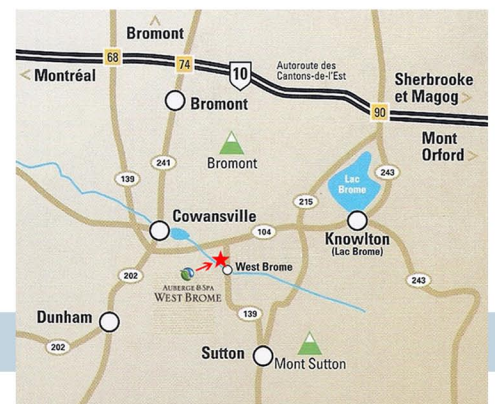 Bromont
68
74
10
Autoroute des
Cantons-de-l'Est
Montréal
Sherbrooke
et Magog
90
Bromont
Mont
Orford
Bromont
241
139
243
Lac
Brome
215
Cowansville
104
Knowlton
(Lac Brome)
202
West Brome
AUBERGE & SPA
WEST BROME
243
139
Dunham
202
Sutton
Mont Sutton